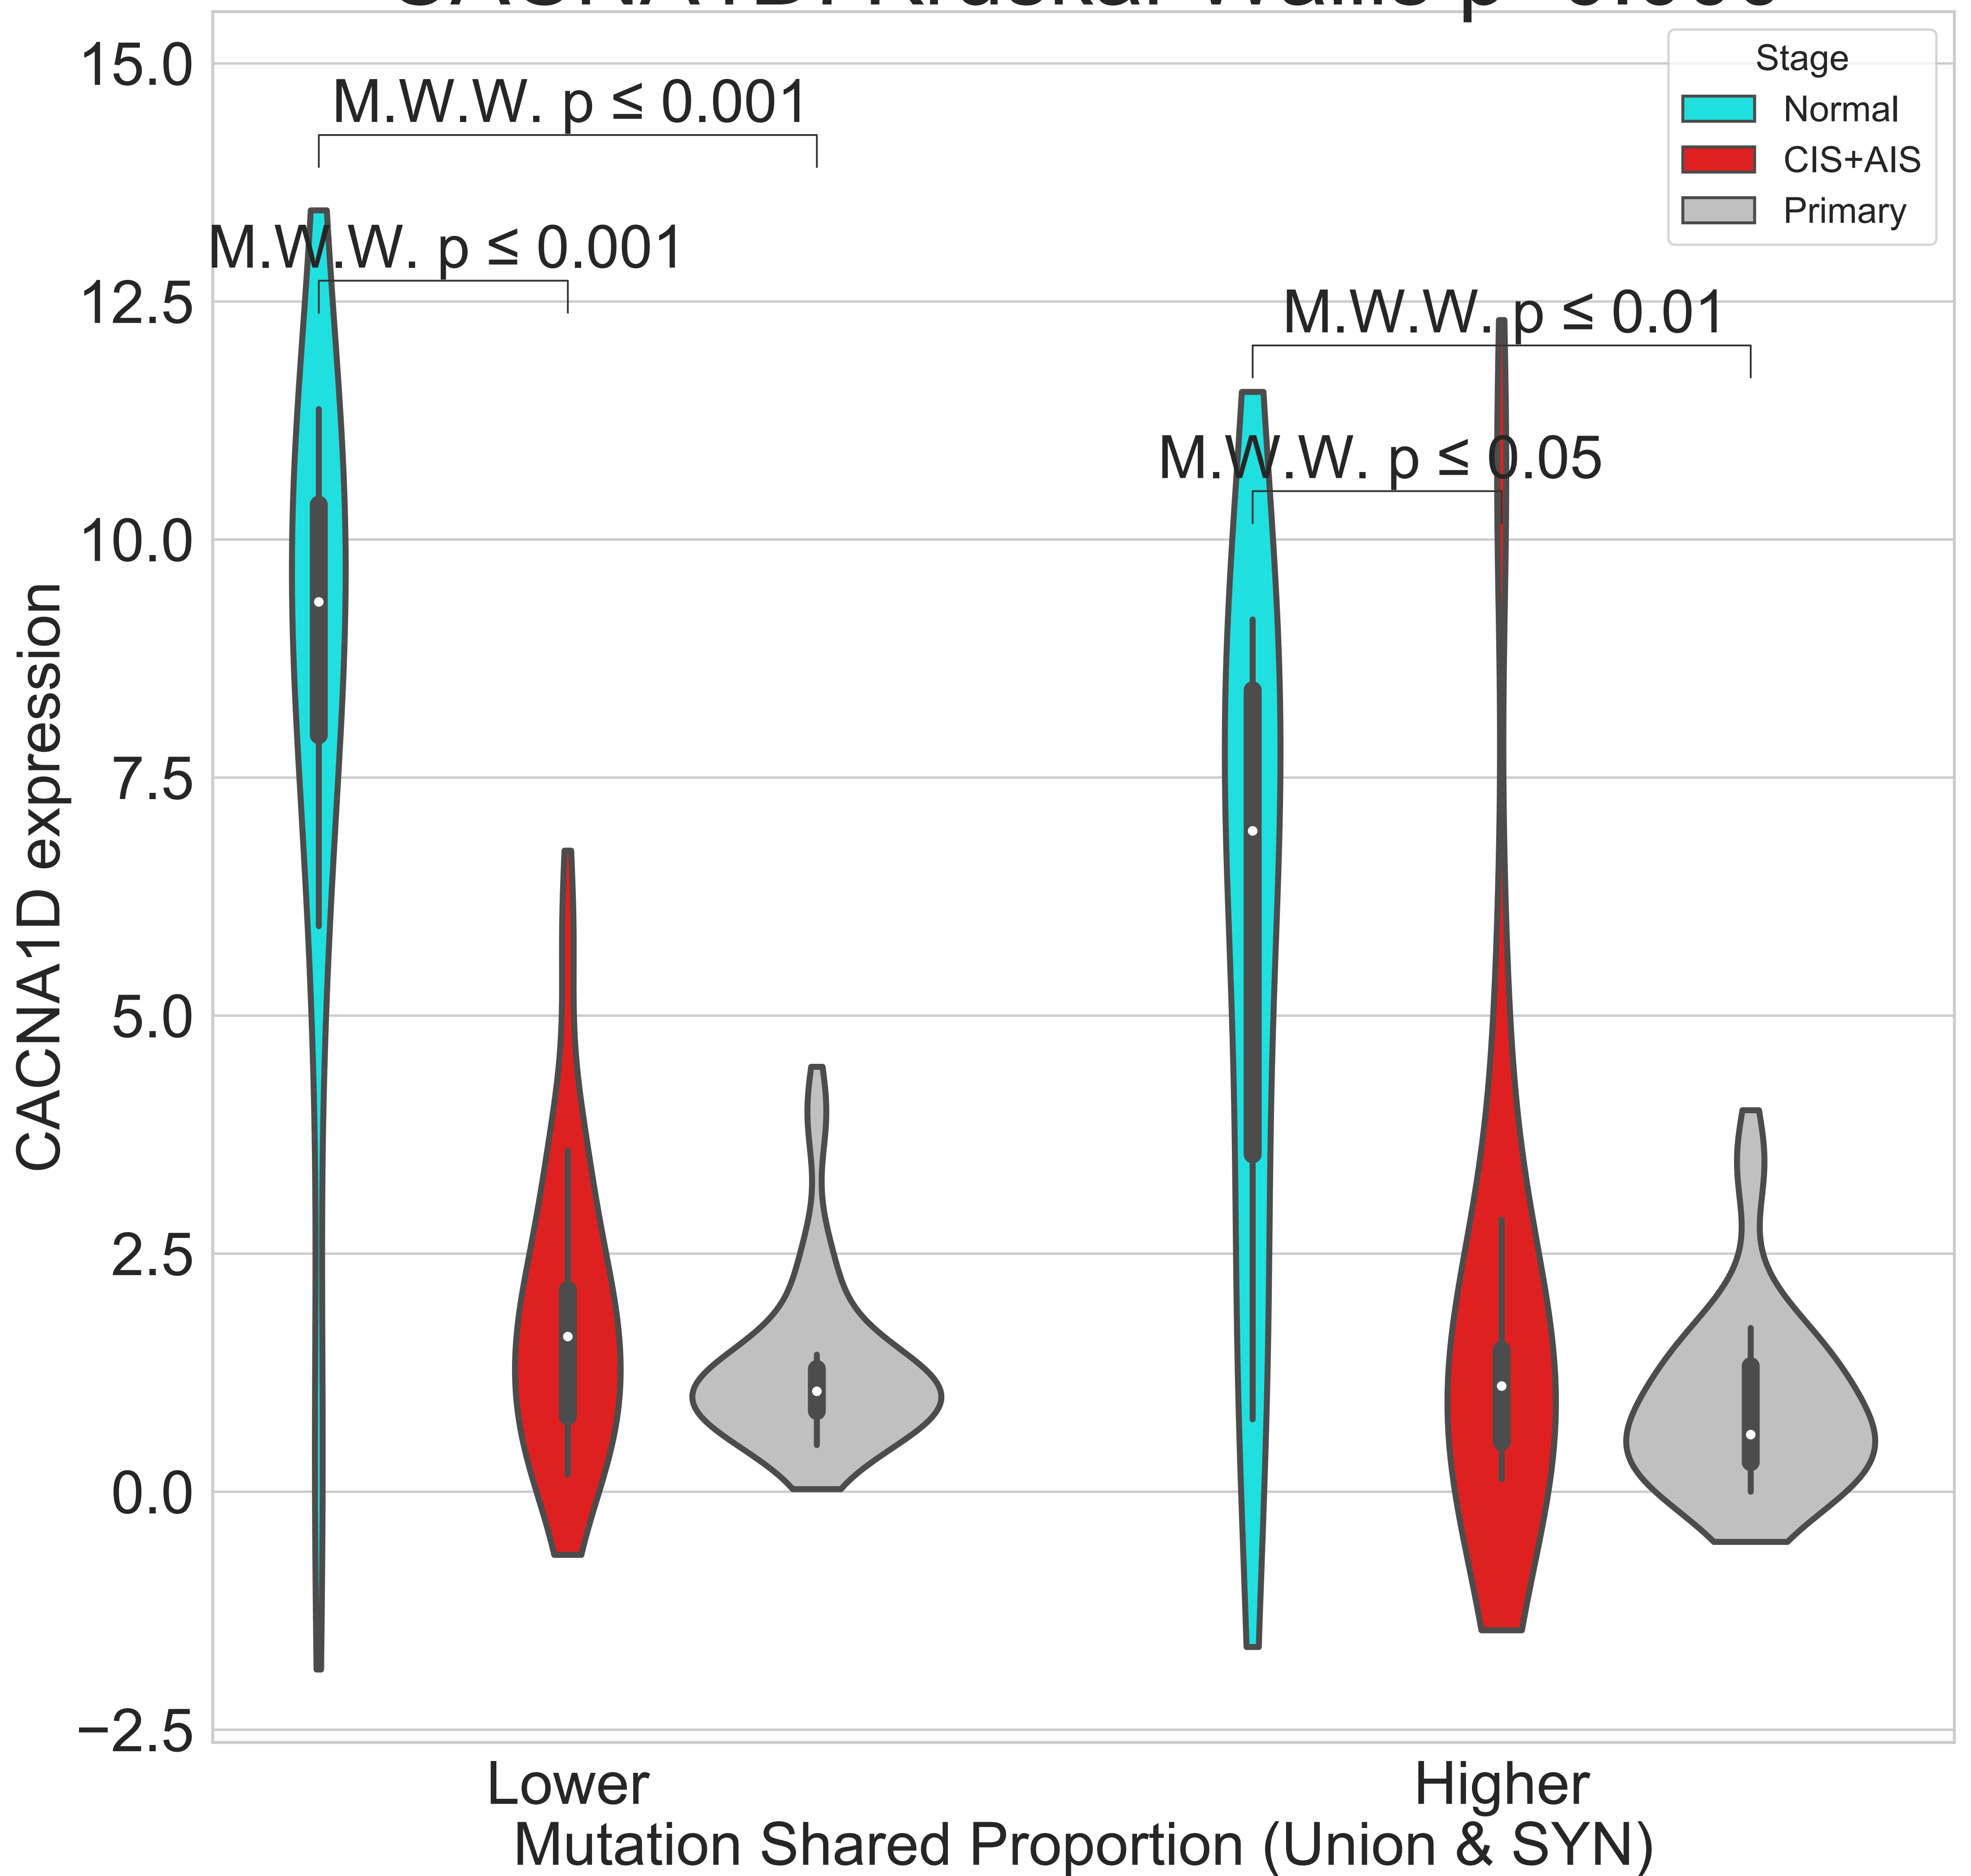 15.0
12.5
10.0
7.5
5.0
2.5
0.0
−2.5
CACNA1D expression
M.W.W. p ≤ 0.001
M.W.W. p ≤ 0.001
M.W.W. p ≤ 0.01
M.W.W. p ≤ 0.05
Stage
Normal
CIS+AIS
Primary
Lower
Higher
Mutation Shared Proportion (Union & SYN)